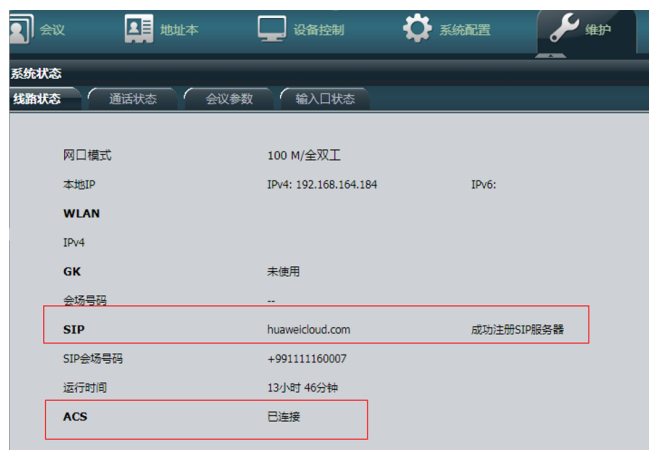 会议 地址本 设备控制 系统配置 维护
系统状态
线路状态 通话状态 会议参数 输入口状态
网口模式 100 M/全双工
本地IP IPv4: 192.168.164.184 IPv6:
WLAN
IPv4
GK 未使用
会场号码 --
SIP huaweicloud.com 成功注册SIP服务器
SIP会场号码 +991111160007
运行时间 13小时 46分钟
ACS 已连接